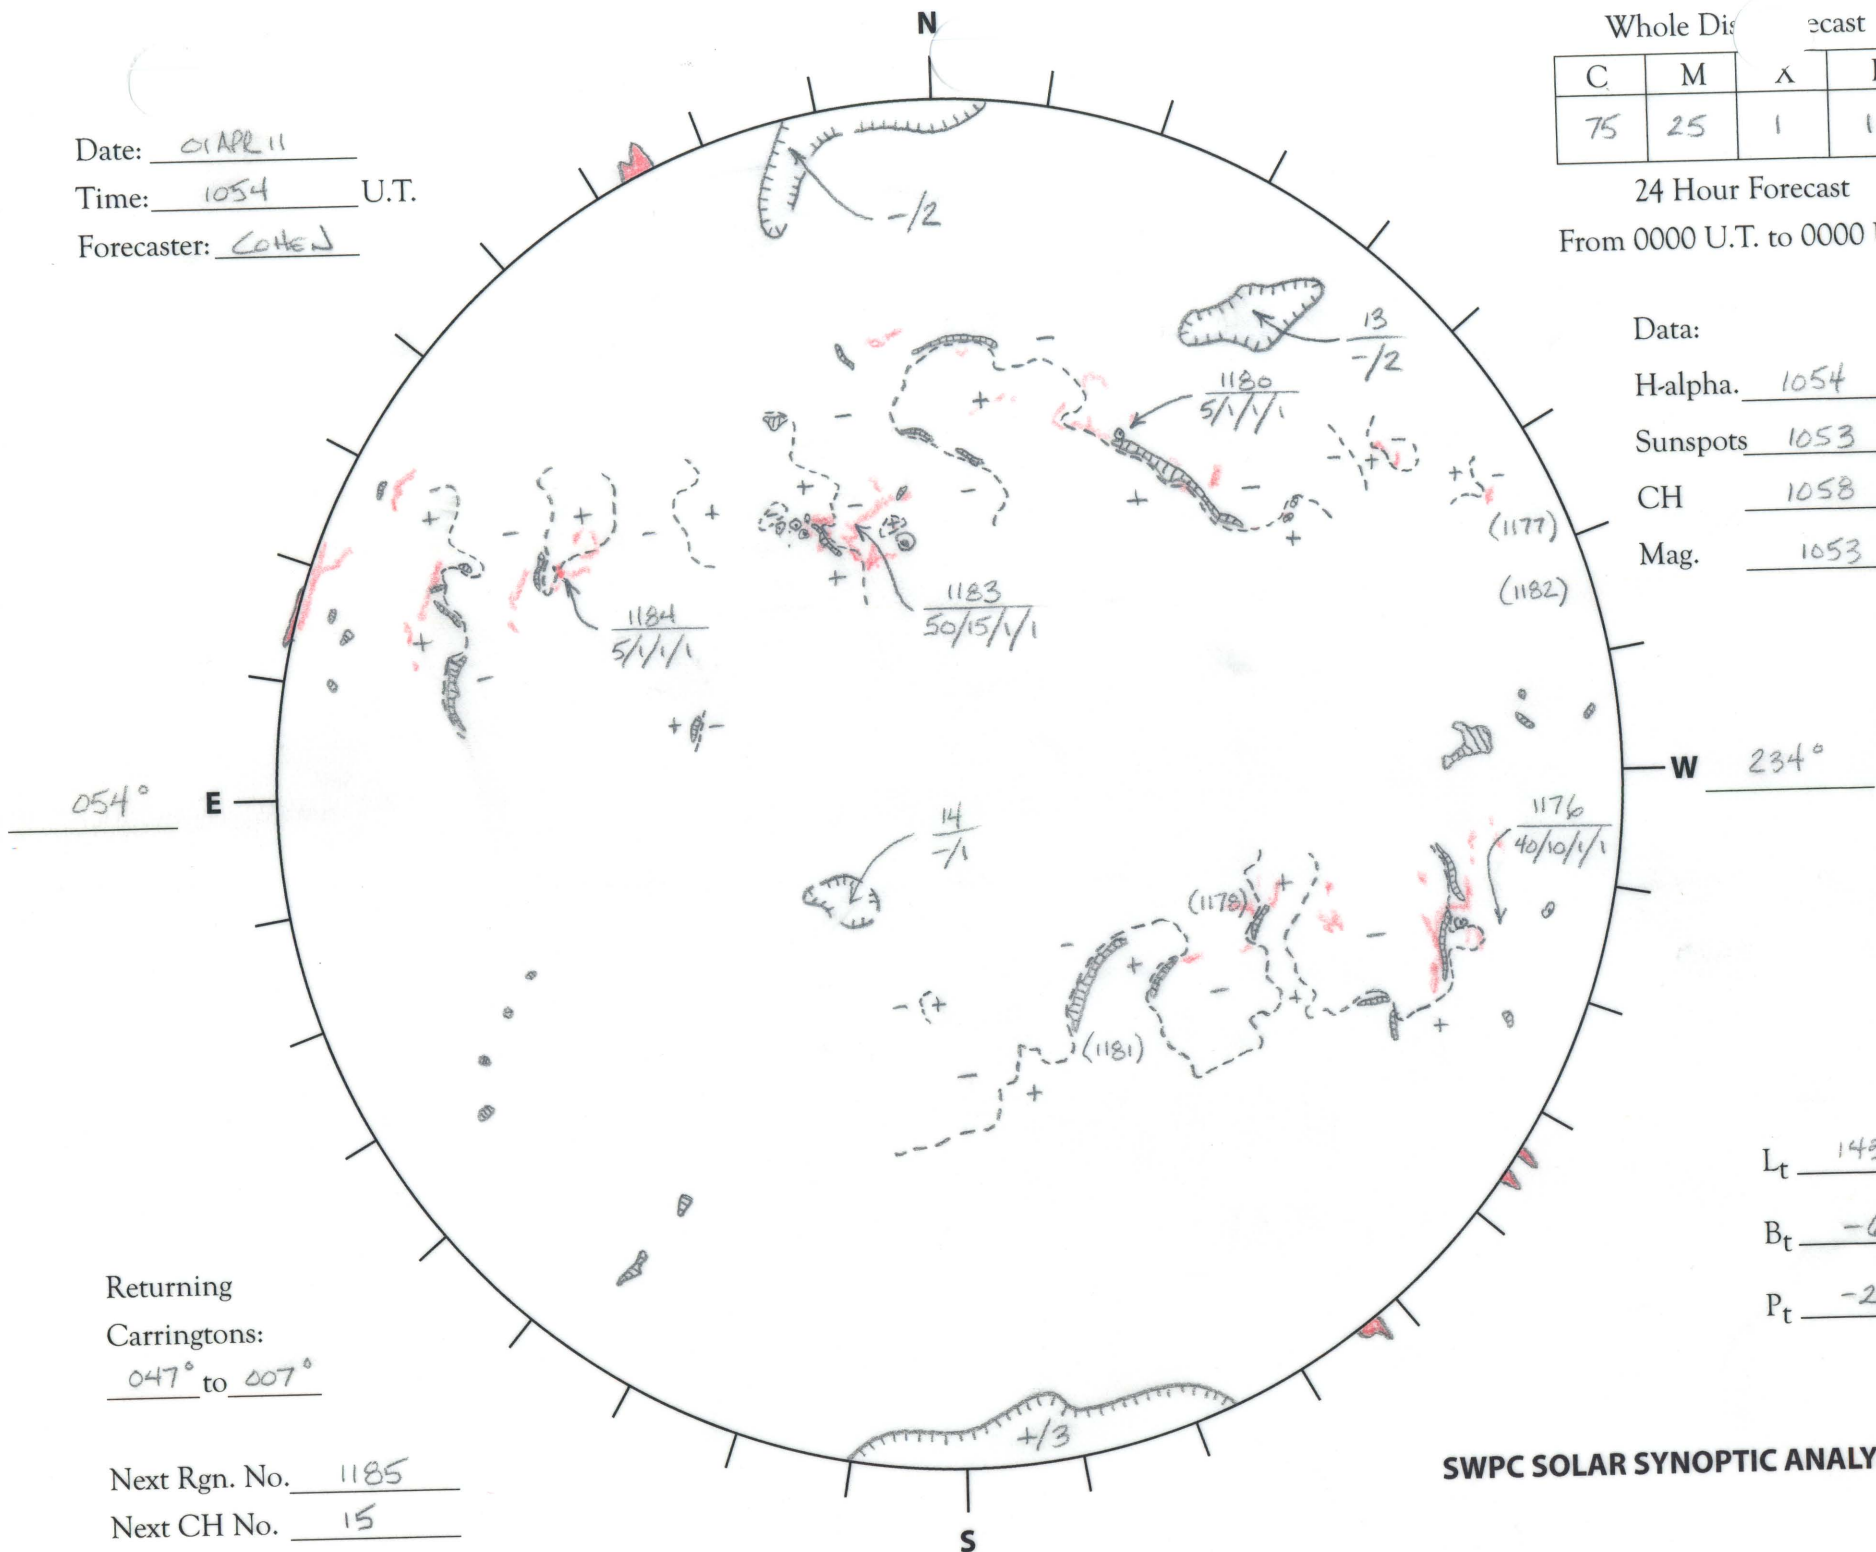 N
Date: 01 APR 11
Time: 1054 U.T.
Forecaster: COHEN
Whole Dis ecast
C M X
75 25 1 1
24 Hour Forecast
From 0000 U.T. to 0000
Data:
H-alpha. 1054
Sunspots 1053
CH 1058
Mag. 1053
-/2
13
-/2
1180
5/1/1/1
(1177)
(1182)
1184
5/1/1/1
1183
50/15/1/1
054° E
W 234°
14
-/1
1176
40/10/1/1
(1178)
(1181)
Lt 143
Bt -6
Pt -2
Returning
Carringtons:
047° to 007°
+/3
Next Rgn. No. 1185
Next CH No. 15
SWPC SOLAR SYNOPTIC ANALY
S